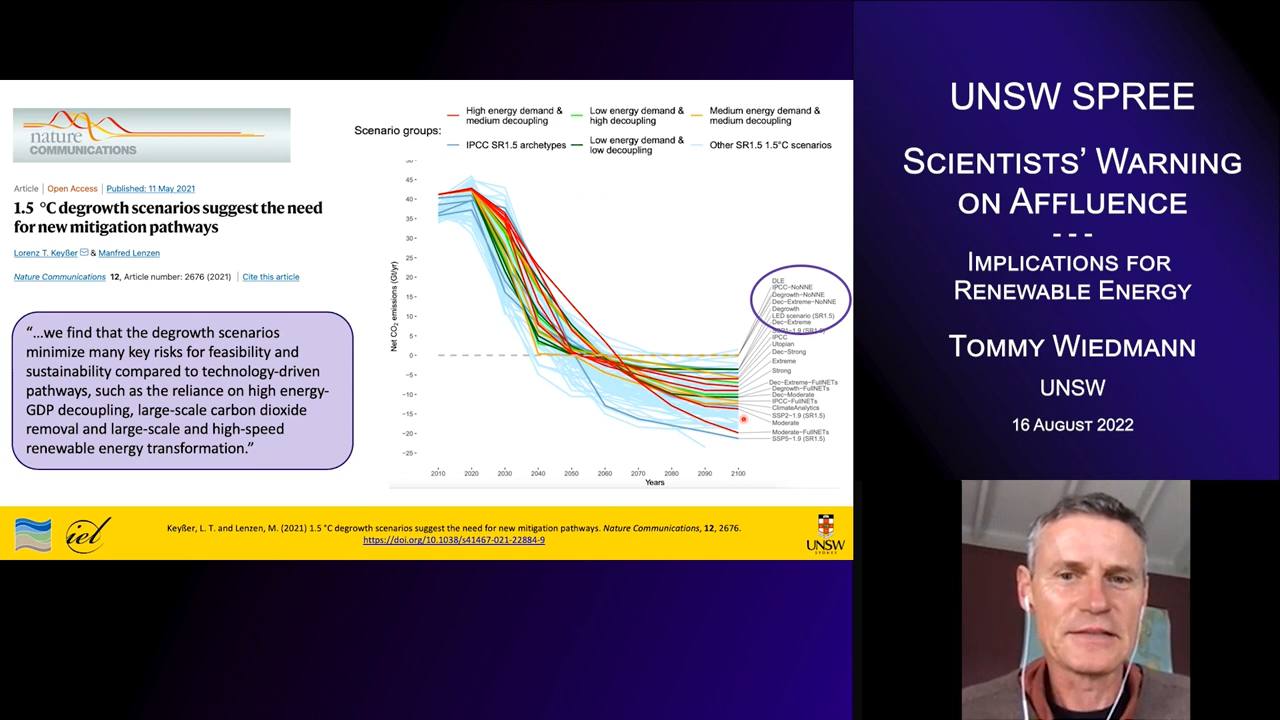 nature
COMMUNICATIONS
Article | Open Access | Published: 11 May 2021
1.5 °C degrowth scenarios suggest the need
for new mitigation pathways
Lorenz T. Keyßer & Manfred Lenzen
Nature Communications 12, Article number: 2676 (2021) | Cite this article
“...we find that the degrowth scenarios
minimize many key risks for feasibility and
sustainability compared to technology-driven
pathways, such as the reliance on high energy-
GDP decoupling, large-scale carbon dioxide
removal and large-scale and high-speed
renewable energy transformation.”
Scenario groups:
High energy demand &
medium decoupling
Low energy demand &
high decoupling
Medium energy demand &
medium decoupling
IPCC SR1.5 archetypes
Low energy demand &
low decoupling
Other SR1.5 1.5°C scenarios
Net CO2 emissions (Gt/yr)
45
40
35
30
25
20
15
10
5
0
−5
−10
−15
−20
−25
2010 2020 2030 2040 2050 2060 2070 2080 2090 2100
Years
DLE
IPCC−NoNNE
Degrowth−NoNNE
Dec−Extreme−NoNNE
Degrowth
LED scenario (SR1.5)
Dec−Extreme
SSP1−1.9 (SR1.5)
IPCC
Utopian
Dec−Strong
Extreme
Strong
Dec−Extreme−FullNETs
Degrowth−FullNETs
Dec−Moderate
IPCC−FullNETs
ClimateAnalytics
SSP2−1.9 (SR1.5)
Moderate
Moderate−FullNETs
SSP5−1.9 (SR1.5)
iel
Keyßer, L. T. and Lenzen, M. (2021) 1.5 °C degrowth scenarios suggest the need for new mitigation pathways. Nature Communications, 12, 2676.
https://doi.org/10.1038/s41467-021-22884-9
UNSW
SYDNEY
UNSW SPREE
SCIENTISTS’ WARNING
ON AFFLUENCE
- - -
IMPLICATIONS FOR
RENEWABLE ENERGY
TOMMY WIEDMANN
UNSW
16 AUGUST 2022